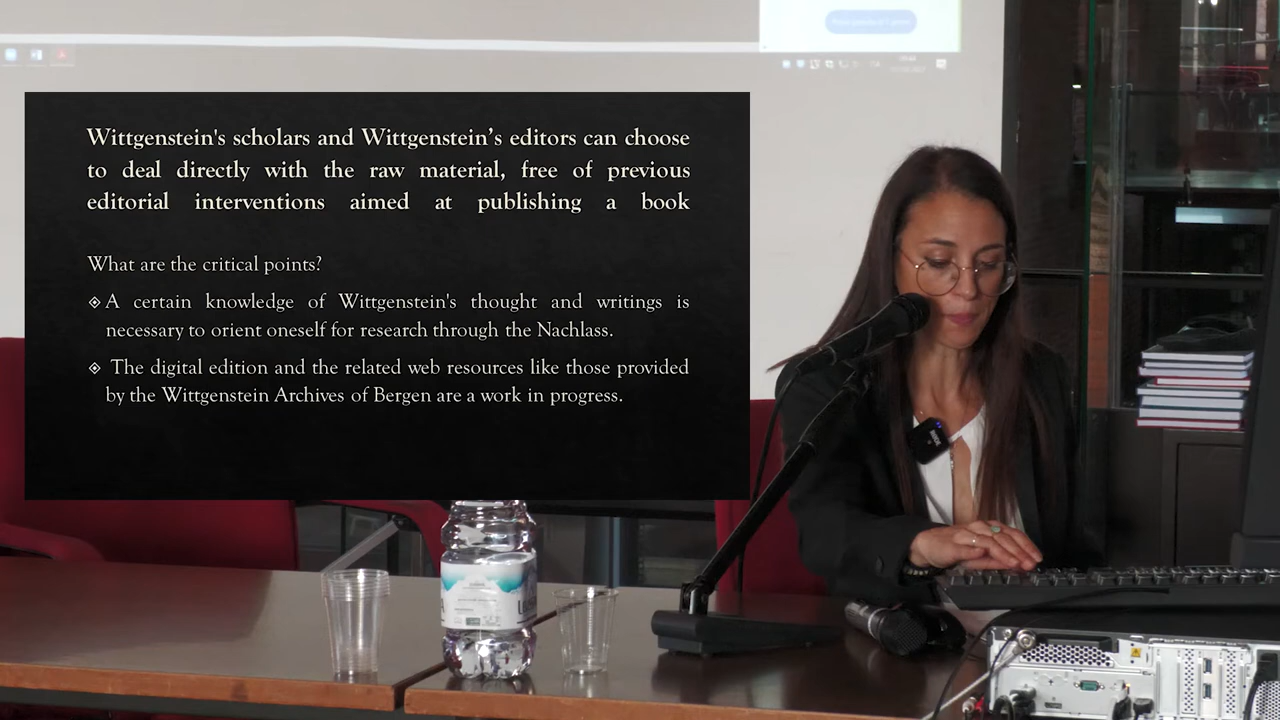 Wittgenstein's scholars and Wittgenstein’s editors can choose
to deal directly with the raw material, free of previous
editorial interventions aimed at publishing a book
What are the critical points?
A certain knowledge of Wittgenstein's thought and writings is
necessary to orient oneself for research through the Nachlass.
The digital edition and the related web resources like those provided
by the Wittgenstein Archives of Bergen are a work in progress.